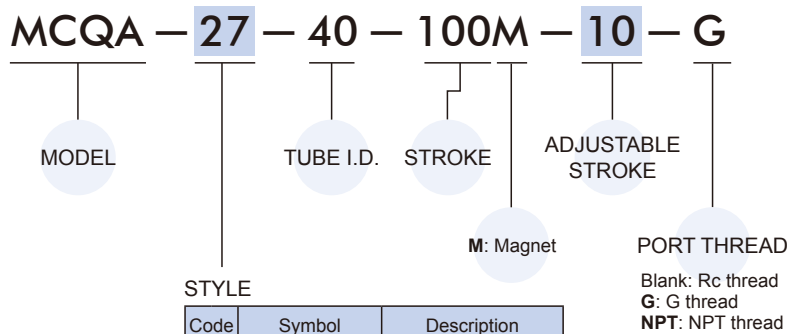 MCQA — 27 — 40 — 100M — 10 — G
MODEL
TUBE I.D.
STROKE
ADJUSTABLE
STROKE
M: Magnet
PORT THREAD
Blank: Rc thread
G: G thread
NPT: NPT thread
STYLE
Code Symbol Description